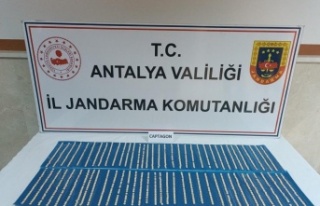 T.C.
ANTALYA VALİLİĞİ
İL JANDARMA KOMUTANLIĞI
CAPTAGON